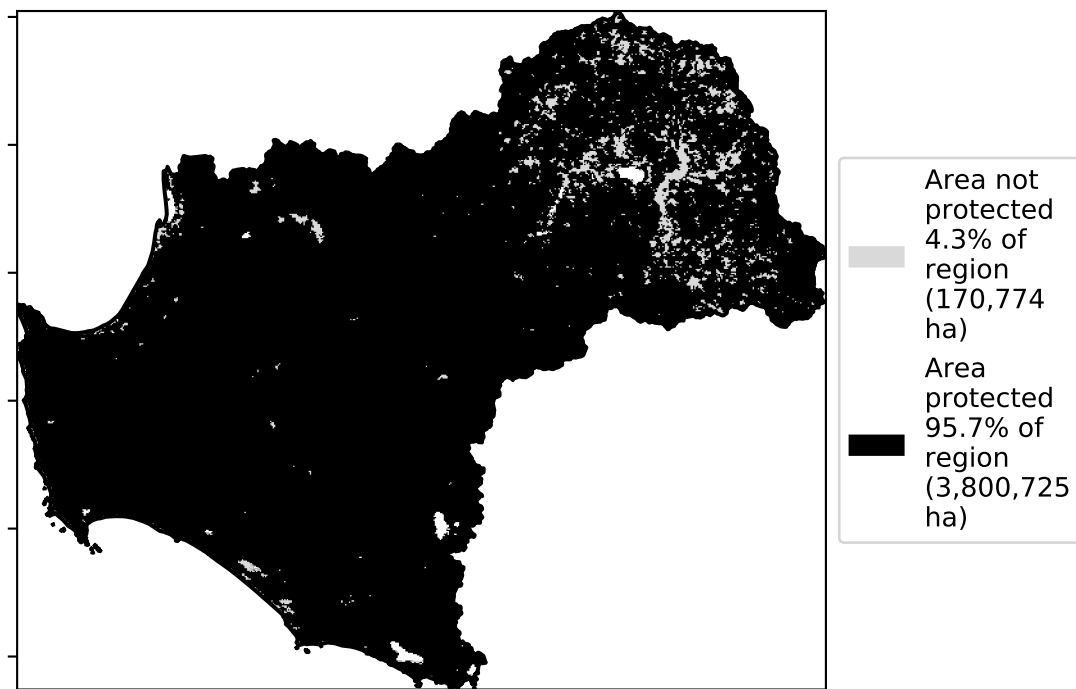 Area not
protected
4.3% of
region
(170,774
ha)
Area
protected
95.7% of
region
(3,800,725
ha)